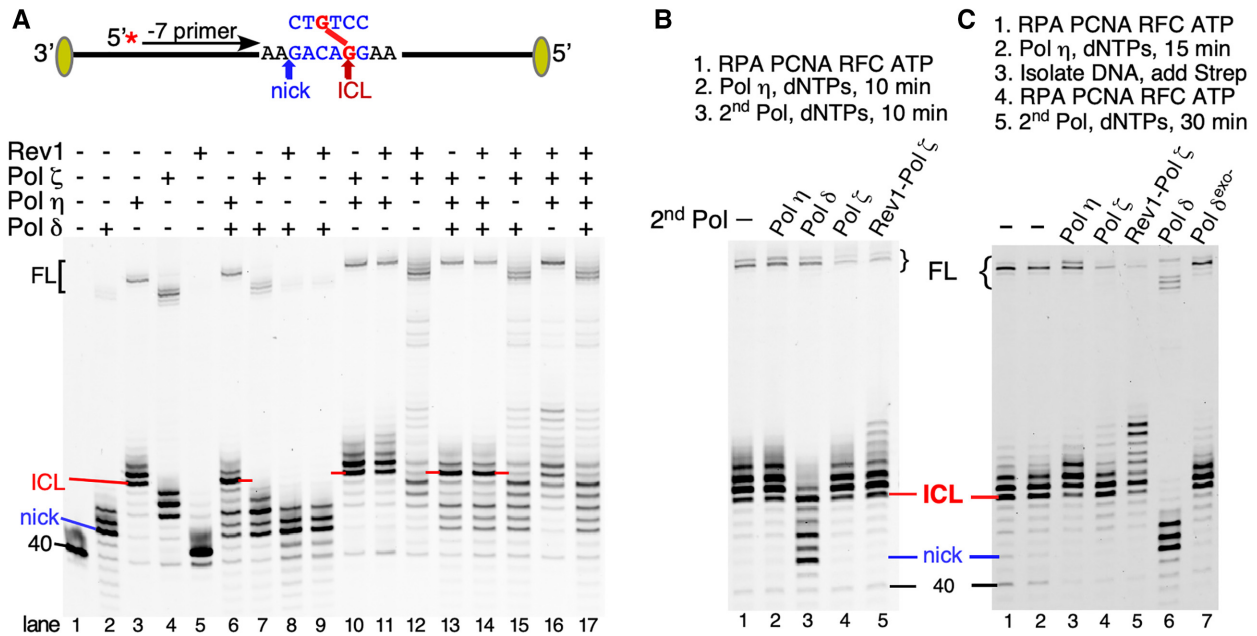 A
CTGTCC
5'* -7 primer
3' AAGACAGGAA 5'
nick ICL
Rev1 - - - - + - - + + - + + - + + + +
Pol ζ - - - + - - + - - + - + + - + + +
Pol η - - + - - + - - - + + - + + - + +
Pol δ - + - - - + + + + - - - + + + - +
FL
ICL
nick
40
lane 1 2 3 4 5 6 7 8 9 10 11 12 13 14 15 16 17
B
1. RPA PCNA RFC ATP
2. Pol η, dNTPs, 10 min
3. 2nd Pol, dNTPs, 10 min
2nd Pol - Pol η Pol δ Pol ζ Rev1-Pol ζ
FL
ICL
nick
40
1 2 3 4 5
C
1. RPA PCNA RFC ATP
2. Pol η, dNTPs, 15 min
3. Isolate DNA, add Strep
4. RPA PCNA RFC ATP
5. 2nd Pol, dNTPs, 30 min
- - Pol η Pol ζ Rev1-Pol ζ Pol δ Pol δexo-
1 2 3 4 5 6 7